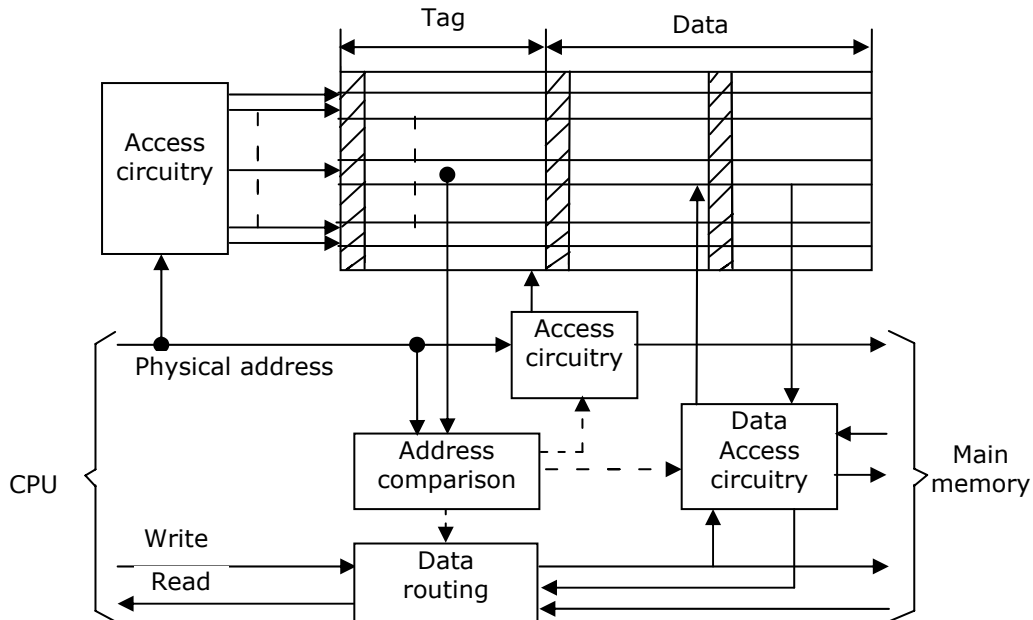 Tag
Data
Access
circuitry
Access
circuitry
Physical address
Data
Access
circuitry
Address
comparison
CPU
Main
memory
Write
Read
Data
routing